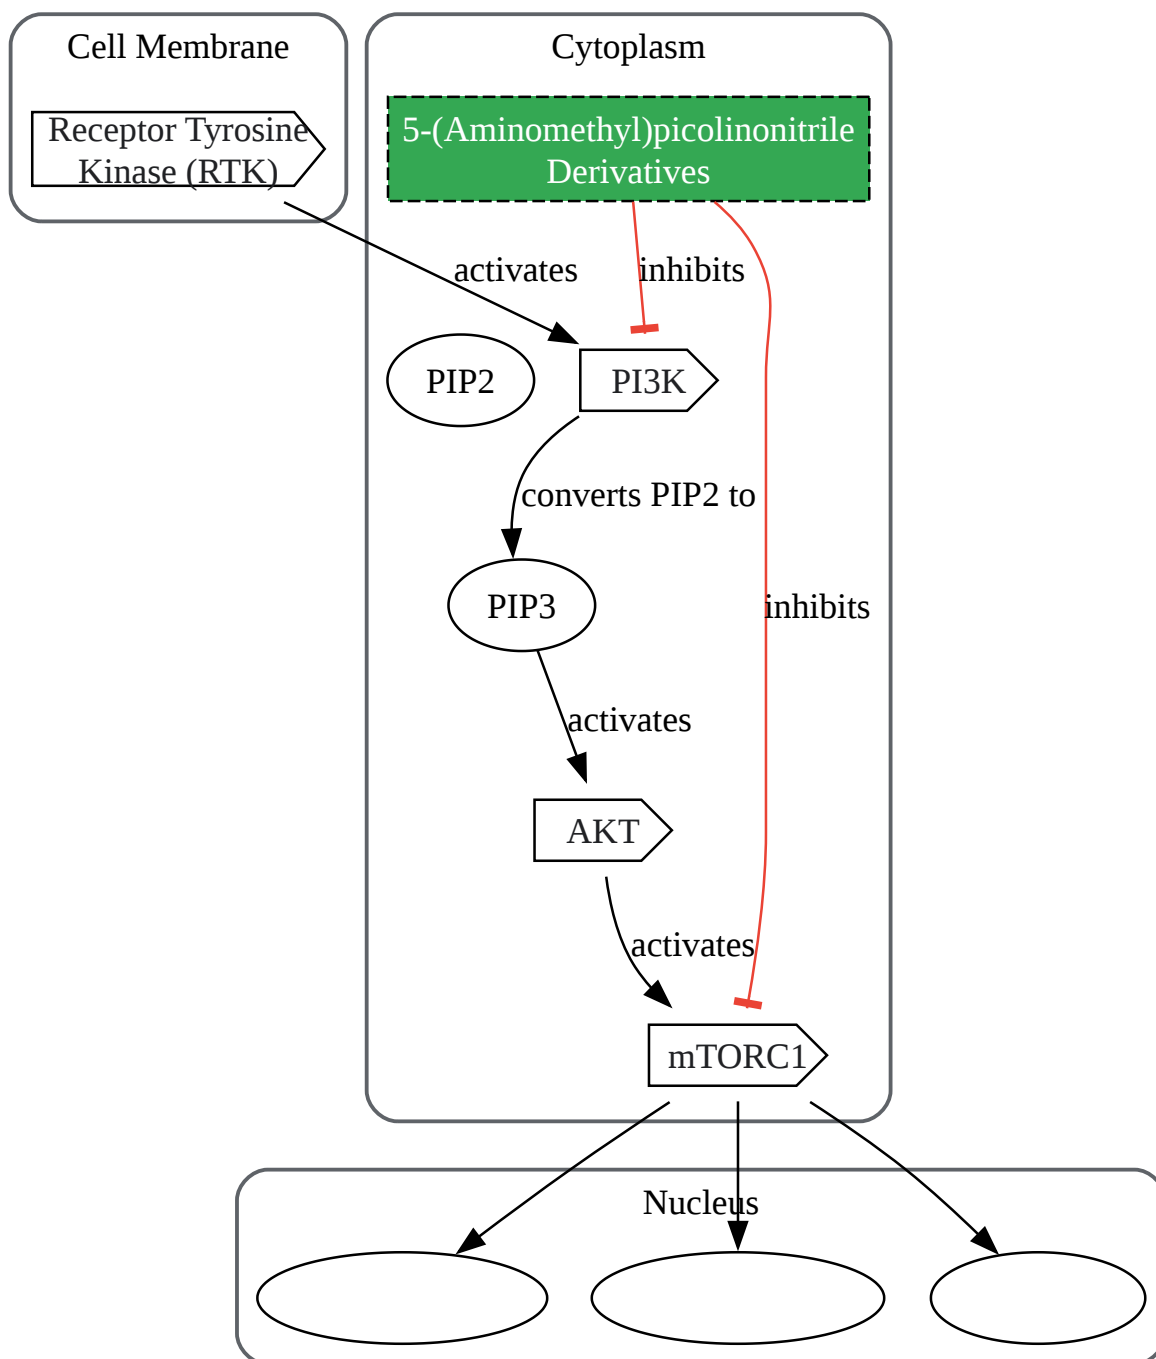 Cell Membrane
Receptor Tyrosine
Kinase (RTK)
Cytoplasm
5-(Aminomethyl)picolinonitrile
Derivatives
activates
inhibits
PIP2
PI3K
converts PIP2 to
PIP3
inhibits
activates
AKT
activates
mTORC1
Nucleus